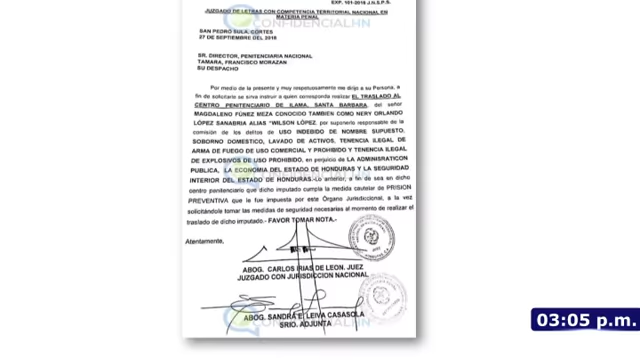 EXP. 161-2018 J.N.S.P.S.
JUZGADO DE LETRAS CON COMPETENCIA TERRITORIAL NACIONAL EN
MATERIA PENAL
CONFIDENCIALHN
SAN PEDRO SULA, CORTES
27 DE SEPTIEMBRE DEL 2018
SR. DIRECTOR, PENITENCIARIA NACIONAL
TAMARA, FRANCISCO MORAZAN
SU DESPACHO
Por medio de la presente y muy respetuosamente me dirijo a su Persona, a
fin de solicitarle se sirva instruir a quien corresponda realizar EL TRASLADO AL
CENTRO PENITENCIARIO DE ILAMA, SANTA BARBARA, del señor
MAGDALENO FÚNEZ MEZA CONOCIDO TAMBIEN COMO NERY ORLANDO
LÓPEZ SANABRIA ALIAS "WILSON LÓPEZ, por suponerlo responsable de la
comisión de los delitos de USO INDEBIDO DE NOMBRE SUPUESTO,
SOBORNO DOMESTICO, LAVADO DE ACTIVOS, TENENCIA ILEGAL DE
ARMA DE FUEGO DE USO COMERCIAL Y PROHIBIDO Y TENENCIA ILEGAL
DE EXPLOSIVOS DE USO PROHIBIDO, en perjuicio de LA ADMINISTRATICON
PUBLICA, LA ECONOMIA DEL ESTADO DE HONDURAS Y LA SEGURIDAD
INTERIOR DEL ESTADO DE HONDURAS.-Lo anterior, a fin de sea en dicho
centro penitenciario que dicho imputado cumpla la medida cautelar de PRISION
PREVENTIVA que le fue impuesta por este Órgano Jurisdiccional, a la vez
solicitándole tomar las medidas de seguridad necesarias al momento de realizar el
traslado de dicho imputado.- FAVOR TOMAR NOTA.-
Atentamente,
ABOG. CARLOS IRIAS DE LEON. JUEZ
JUZGADO CON JURISDICCION NACIONAL
ABOG. SANDRA E. LEIVA CASASOLA
SRIO. ADJUNTA
CONFIDENCIALHN
03:05 p.m.